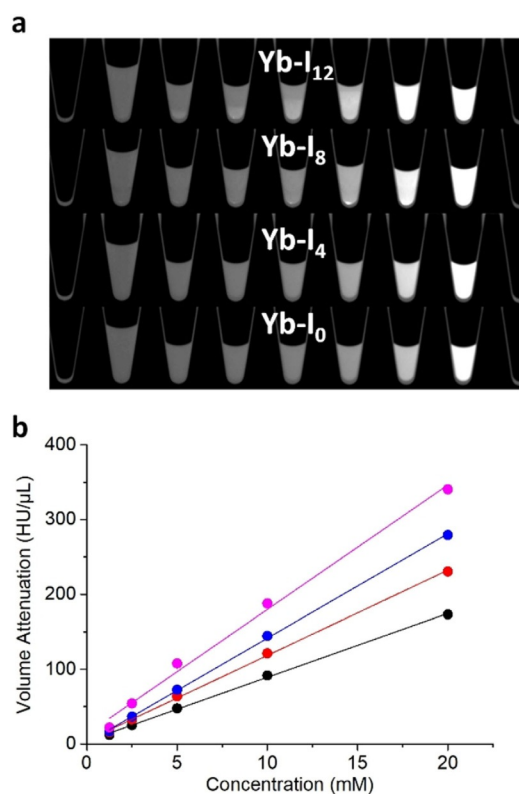 a
Yb-I12
Yb-I8
Yb-I4
Yb-I0
b
Volume Attenuation (HU/µL)
400
300
200
100
0
0 5 10 15 20
Concentration (mM)